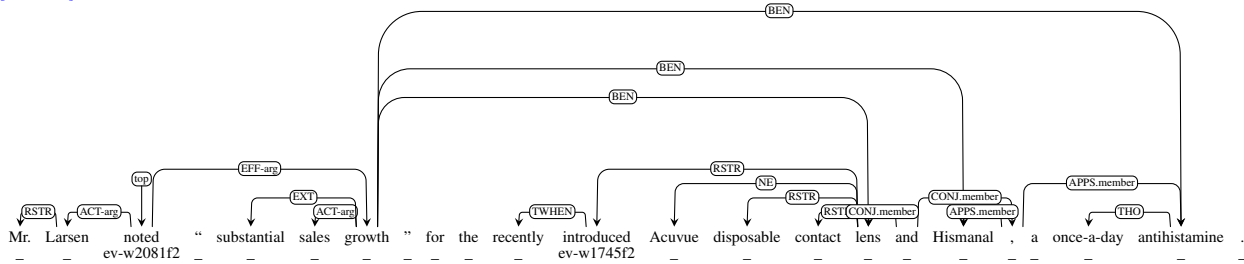 BEN
BEN
BEN
EFF-arg RSTR
top NE APPS.member
EXT RSTR CONJ.member
RSTR ACT-arg ACT-arg TWHEN CONJ.member APPS.member THO
Mr. Larsen noted “ substantial sales growth ” for the recently introduced Acuvue disposable contact lens and Hismanal , a once-a-day antihistamine .
ev-w2081f2 ev-w1745f2
_ _ _ _ _ _ _ _ _ _ _ _ _ _ _ _ _ _ _ _ _